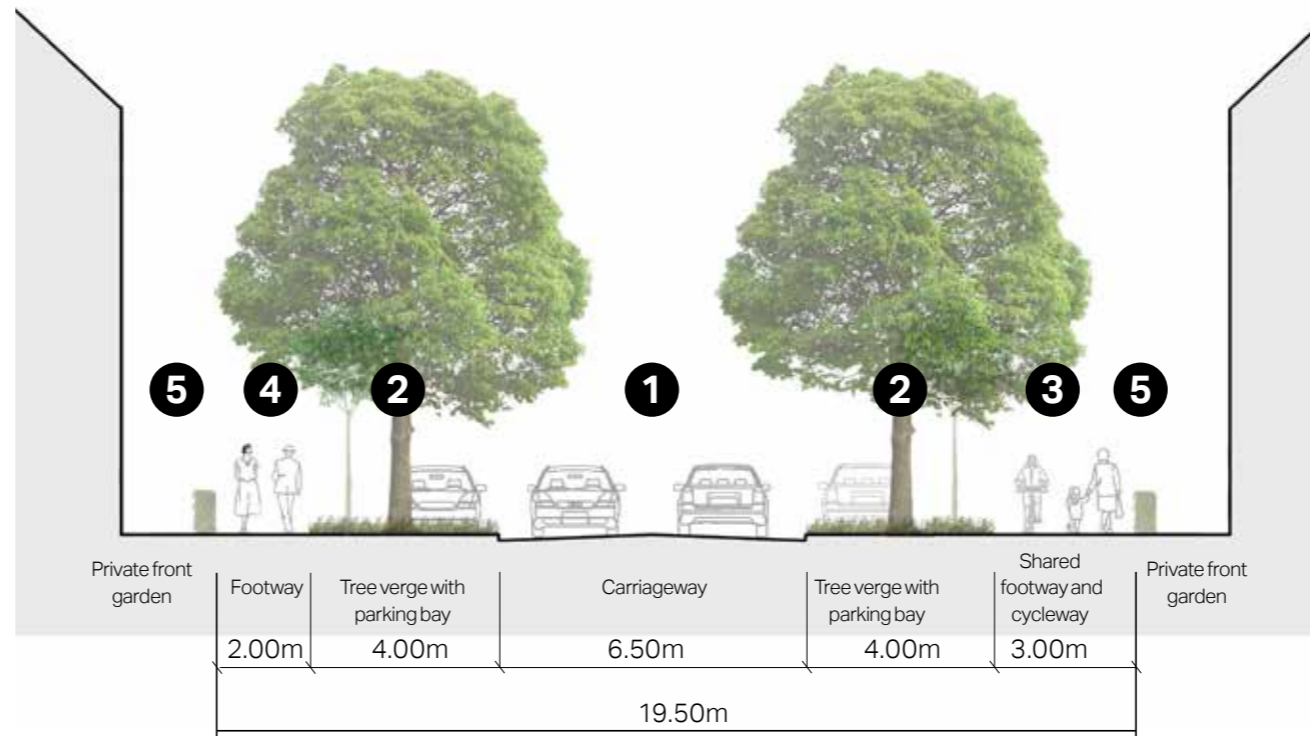 5
4
2
1
2
3
5
Private front
garden
Footway
Tree verge with
parking bay
Carriageway
Tree verge with
parking bay
Shared
footway and
cycleway
Private front
garden
2.00m
4.00m
6.50m
4.00m
3.00m
19.50m